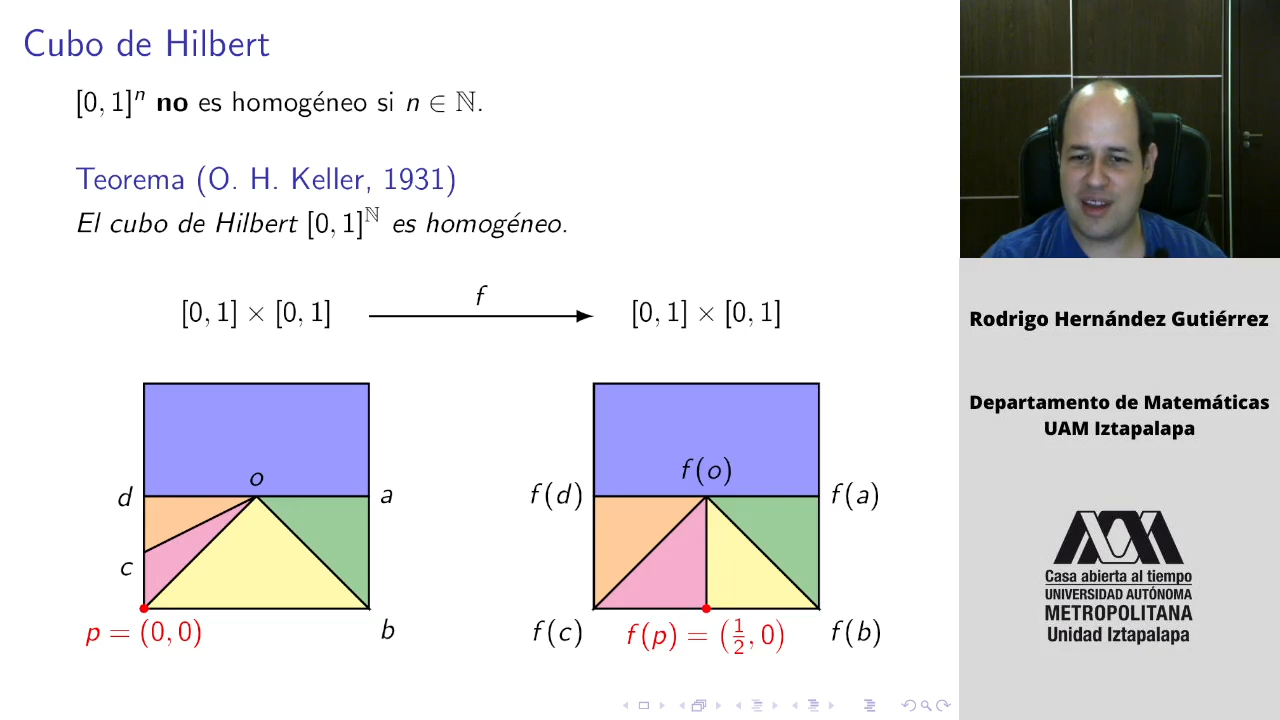 Cubo de Hilbert
[0, 1]ⁿ no es homogéneo si n ∈ ℕ.
Teorema (O. H. Keller, 1931)
El cubo de Hilbert [0, 1]^ℕ es homogéneo.
f
[0, 1] × [0, 1]
[0, 1] × [0, 1]
o
d
a
c
p = (0, 0)
b
f(o)
f(d)
f(a)
f(c)
f(p) = (1/2, 0)
f(b)
Rodrigo Hernández Gutiérrez
Departamento de Matemáticas
UAM Iztapalapa
Casa abierta al tiempo
UNIVERSIDAD AUTÓNOMA
METROPOLITANA
Unidad Iztapalapa